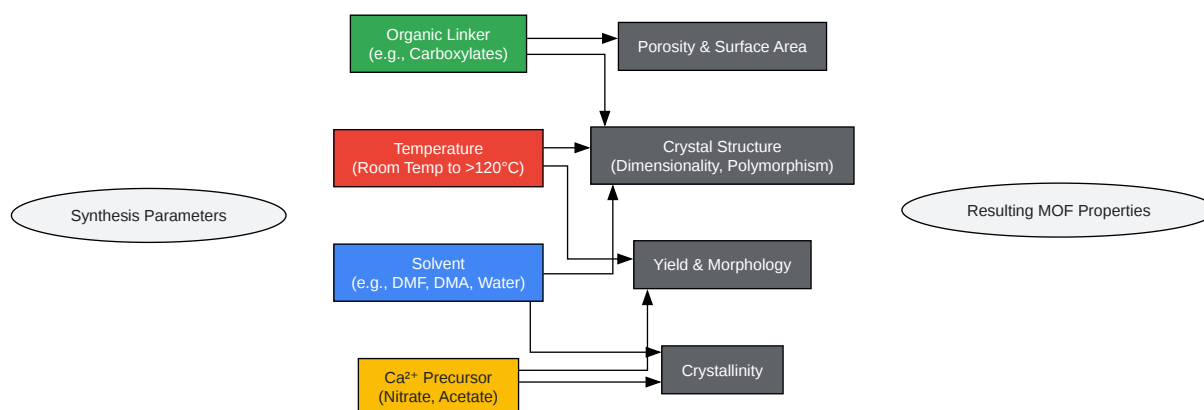 Synthesis Parameters
Organic Linker
(e.g., Carboxylates)
Temperature
(Room Temp to >120°C)
Solvent
(e.g., DMF, DMA, Water)
Ca²⁺ Precursor
(Nitrate, Acetate)
Porosity & Surface Area
Crystal Structure
(Dimensionality, Polymorphism)
Yield & Morphology
Crystallinity
Resulting MOF Properties